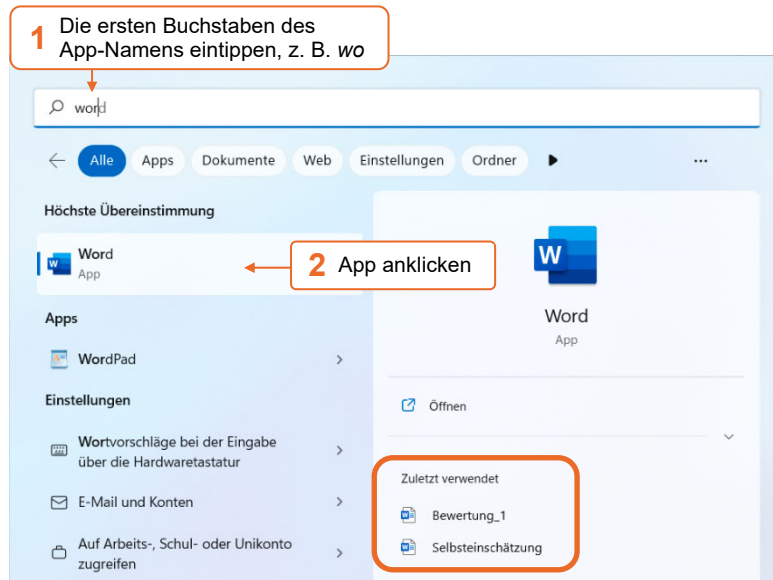 1 Die ersten Buchstaben des
App-Namens eintippen, z. B. wo
word
Alle Apps Dokumente Web Einstellungen Ordner ...
Höchste Übereinstimmung
Word
App
2 App anklicken
Apps
WordPad
Einstellungen
Wortvorschläge bei der Eingabe
über die Hardwaretastatur
E-Mail und Konten
Auf Arbeits-, Schul- oder Unikonto
zugreifen
W
Word
App
Öffnen
Zuletzt verwendet
Bewertung_1
Selbsteinschätzung